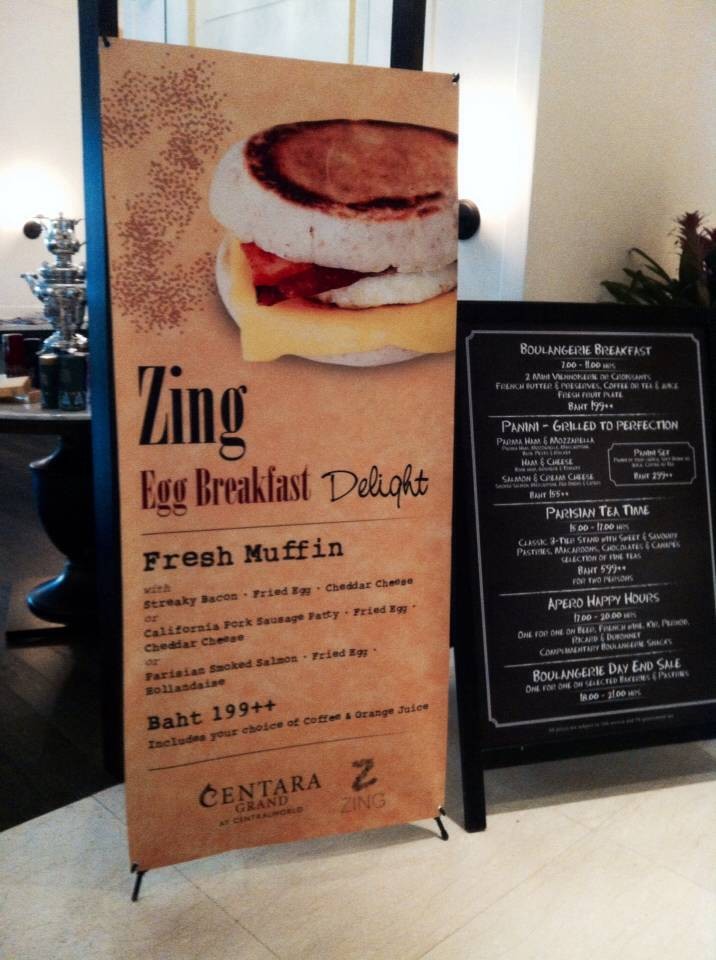 Zing
Egg Breakfast Delight
Fresh Muffin
with
Streaky Bacon · Fried Egg · Cheddar Cheese
or
California Pork Sausage Patty · Fried Egg ·
Cheddar Cheese
or
Parisian Smoked Salmon · Fried Egg ·
Hollandaise
Baht 199++
Includes your choice of Coffee & Orange Juice
CENTARA
GRAND
AT CENTRALWORLD
Z
ZING
BOULANGERIE BREAKFAST
7.00 - 11.00 HRS
2 MINI VIENNOISERIE OR CROISSANTS
FRENCH BUTTER & PRESERVES, COFFEE OR TEA & JUICE
FRESH FRUIT PLATE
BAHT 199++
PANINI - GRILLED TO PERFECTION
PARMA HAM & MOZZARELLA
HAM & CHEESE
SALMON & CREAM CHEESE
BAHT 155++
PANINI SET
BAHT 299++
PARISIAN TEA TIME
15.00 - 17.00 HRS
CLASSIC 3-TIER STAND WITH SWEET & SAVOURY
PASTRIES, MACAROONS, CHOCOLATES & CANAPES
SELECTION OF FINE TEAS
BAHT 599++
FOR TWO PERSONS
APERO HAPPY HOURS
17.00 - 20.00 HRS
ONE FOR ONE ON BEER, FRENCH WINE, KIR, PERNOD,
RICARD & DUBONNET
COMPLIMENTARY BOULANGERIE SNACKS
BOULANGERIE DAY END SALE
ONE FOR ONE ON SELECTED BAKERIES & PASTRIES
18.00 - 21.00 HRS